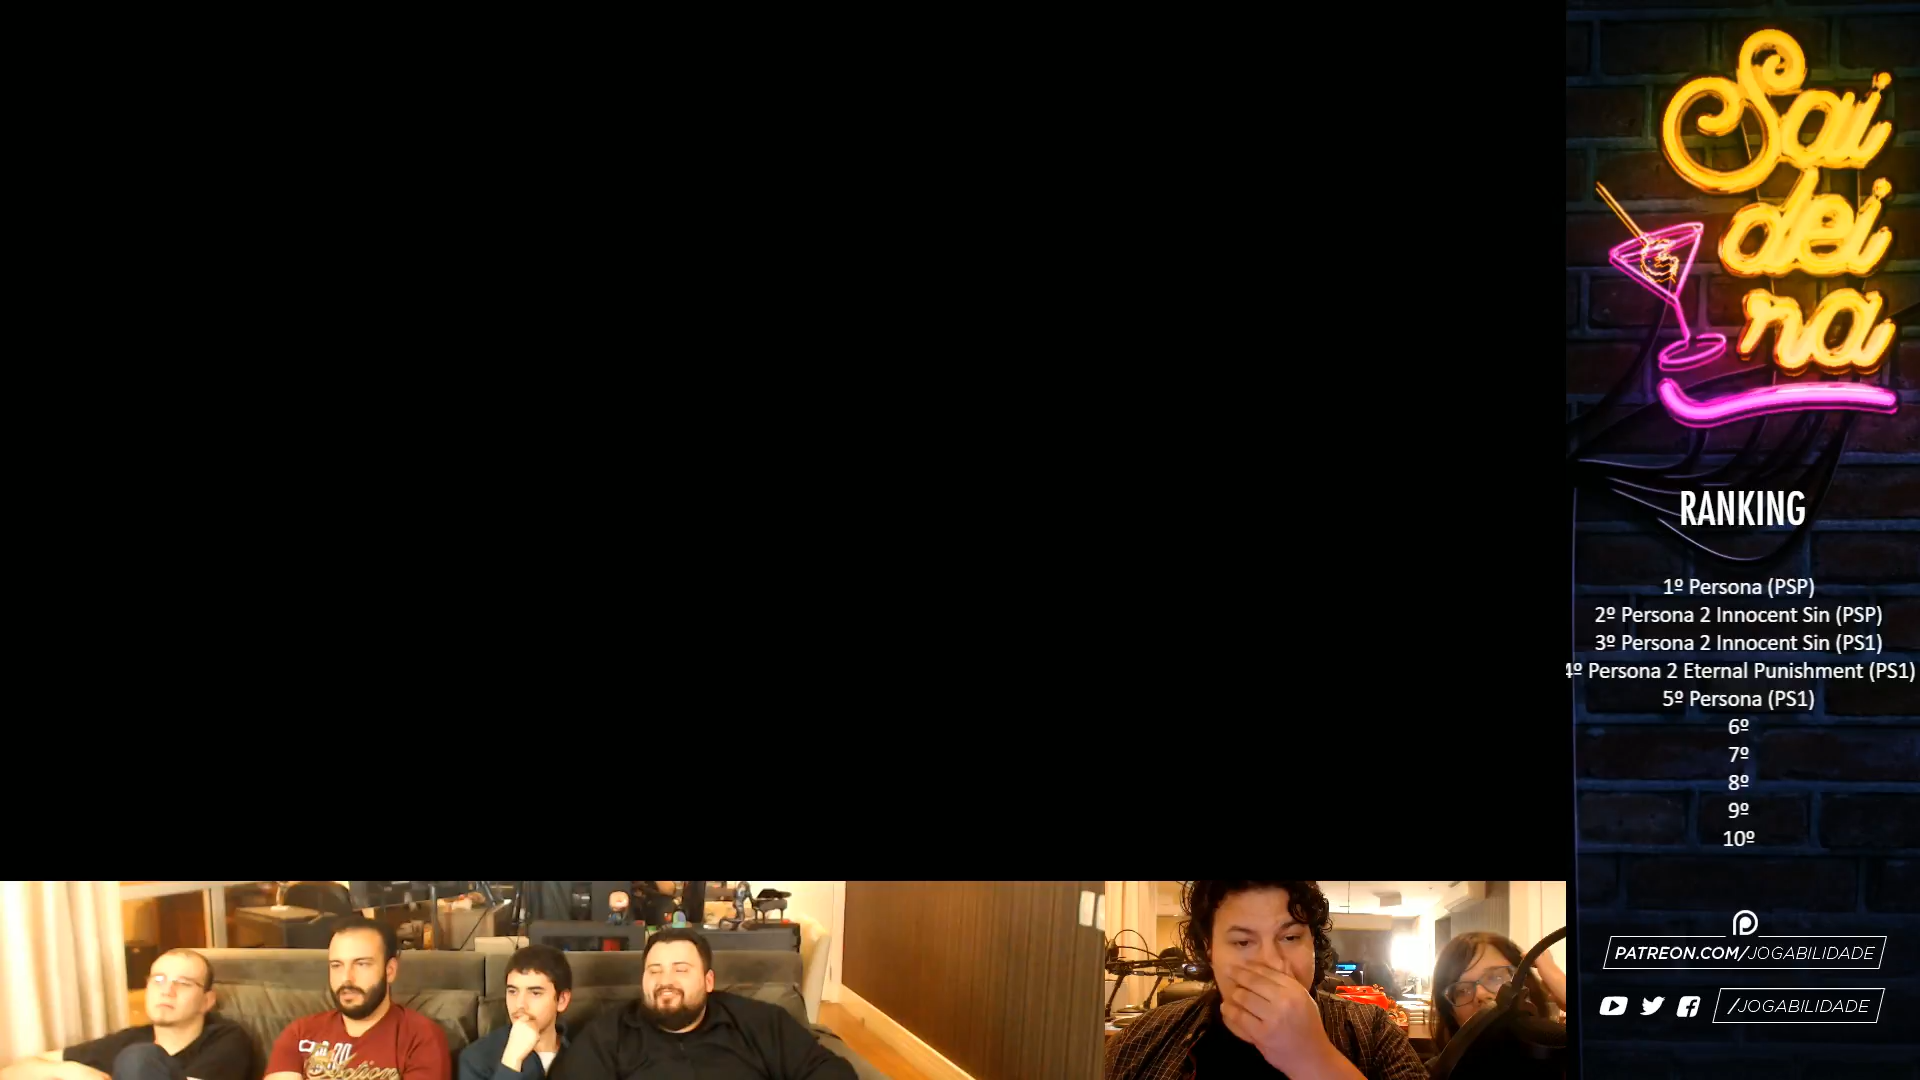 Sai
dei
ra
RANKING
1º Persona (PSP)
2º Persona 2 Innocent Sin (PSP)
3º Persona 2 Innocent Sin (PS1)
4º Persona 2 Eternal Punishment (PS1)
5º Persona (PS1)
6º
7º
8º
9º
10º
PATREON.COM/JOGABILIDADE
/JOGABILIDADE